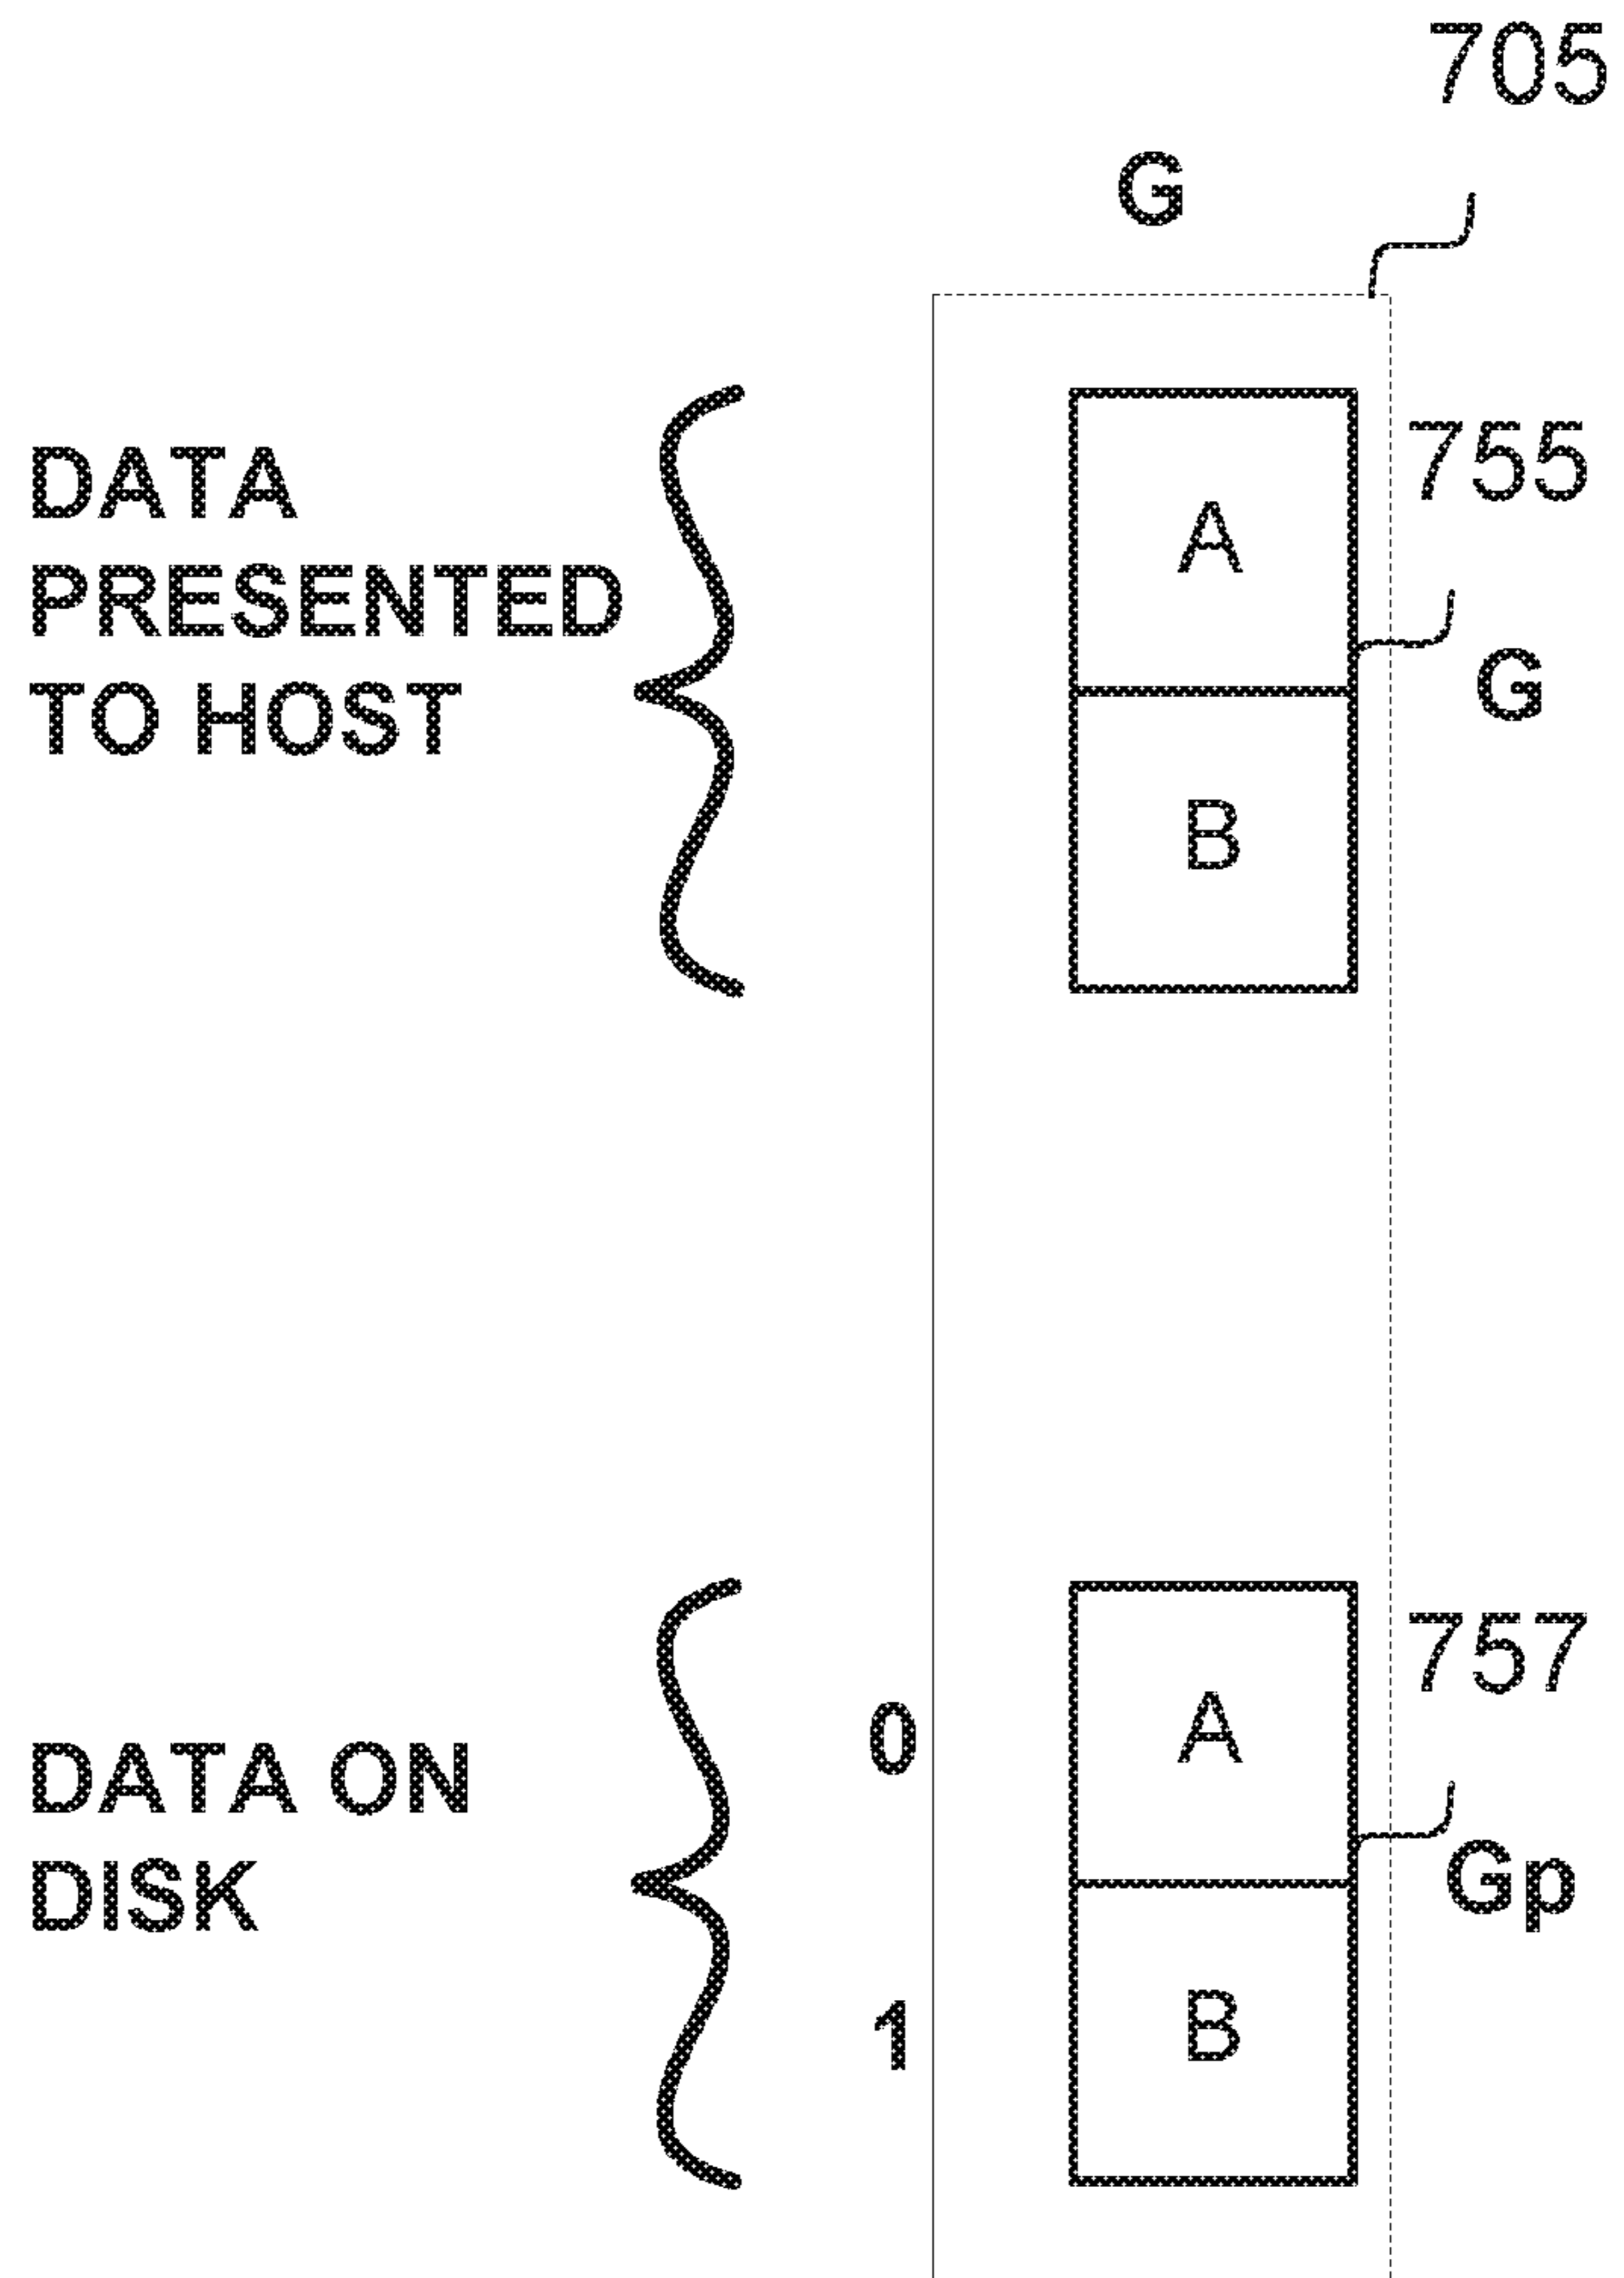 705
G
DATA
PRESENTED
TO HOST
A
755
G
B
DATA ON
DISK
0
A
757
Gp
1
B